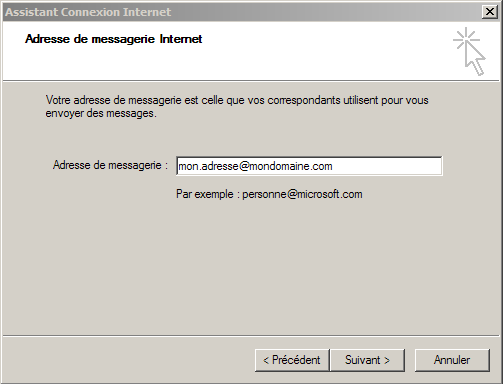 Assistant Connexion Internet
Adresse de messagerie Internet
Votre adresse de messagerie est celle que vos correspondants utilisent pour vous
envoyer des messages.
Adresse de messagerie : mon.adresse@mondomaine.com
Par exemple : personne@microsoft.com
< Précédent Suivant > Annuler